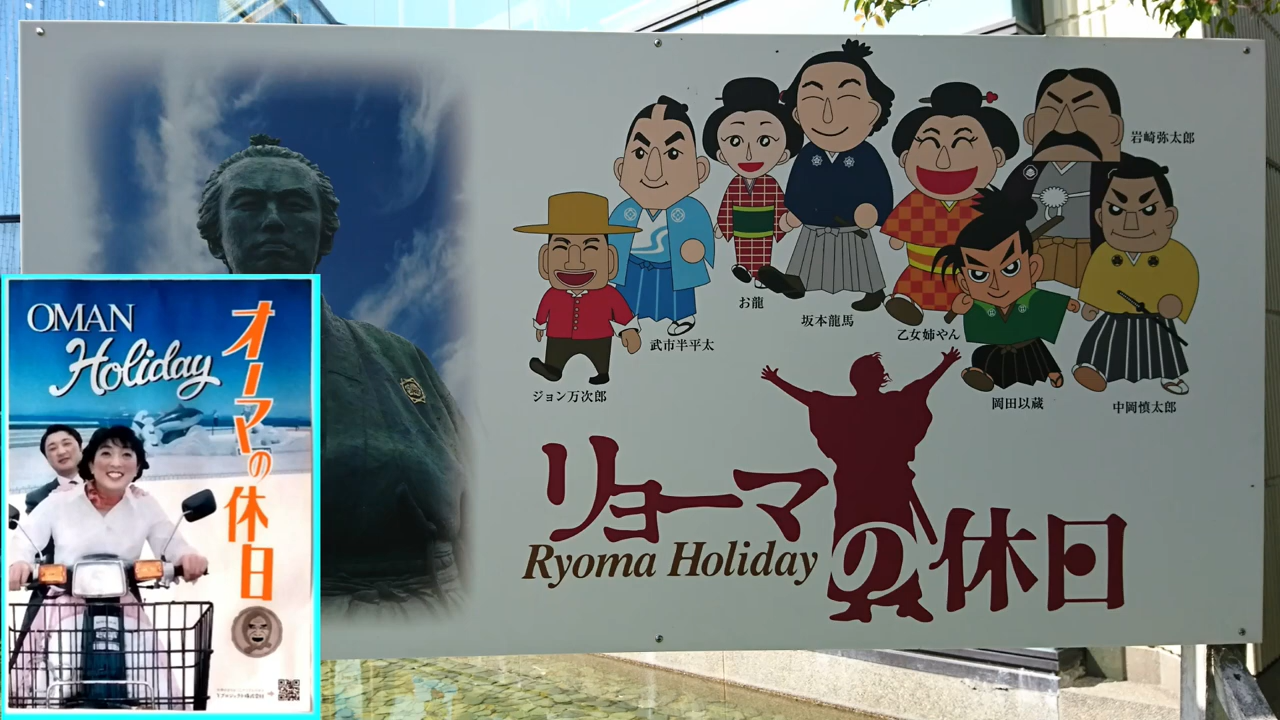 岩崎弥太郎
お龍
坂本龍馬
乙女姉やん
武市半平太
ジョン万次郎
岡田以蔵
中岡慎太郎
リョーマの休日
Ryoma Holiday
OMAN
Holiday
オーマの休日